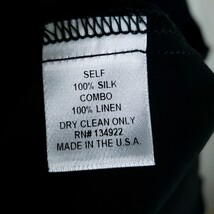 SELF
100% SILK
COMBO
100% LINEN
DRY CLEAN ONLY
RN# 134922
MADE IN THE U.S.A.